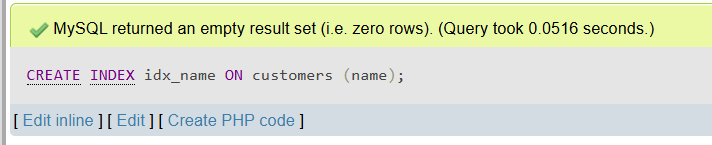 MySQL returned an empty result set (i.e. zero rows). (Query took 0.0516 seconds.)
CREATE INDEX idx_name ON customers (name);
[ Edit inline ] [ Edit ] [ Create PHP code ]